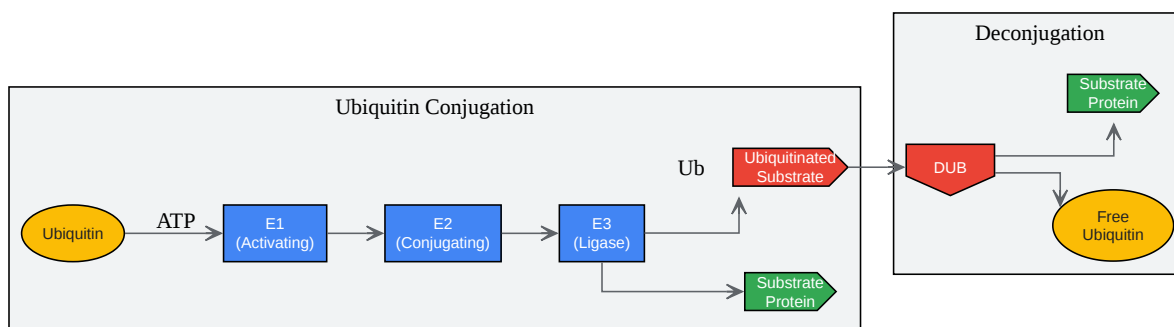 Deconjugation
Ubiquitin Conjugation
Substrate
Protein
Ub
Ubiquitinated
Substrate
DUB
Ubiquitin
ATP
E1
(Activating)
E2
(Conjugating)
E3
(Ligase)
Free
Ubiquitin
Substrate
Protein